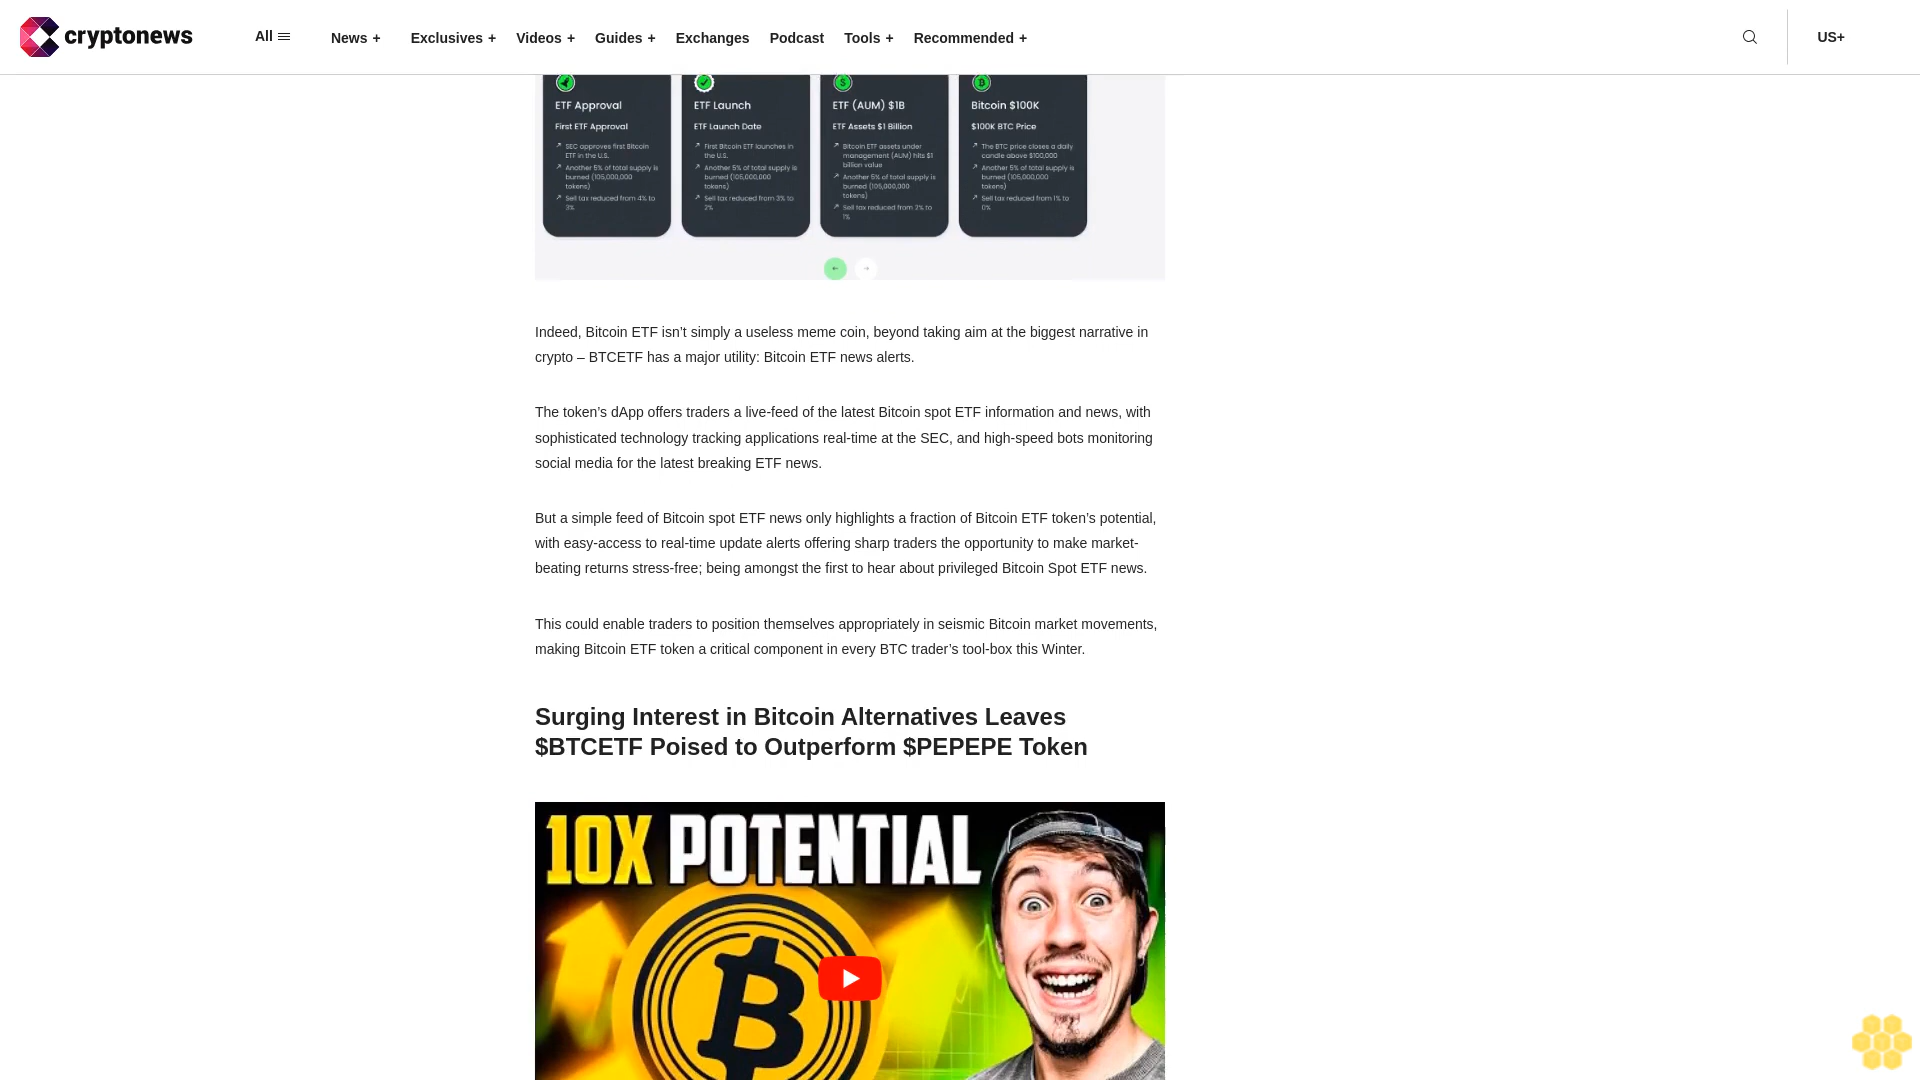 cryptonews
All
News +
Exclusives +
Videos +
Guides +
Exchanges
Podcast
Tools +
Recommended +
US+
ETF Approval
First ETF Approval
SEC approves first Bitcoin
ETF in the U.S.
Another 5% of total supply is
burned (105,000,000
tokens)
Sell tax reduced from 4% to
3%
ETF Launch
ETF Launch Date
First Bitcoin ETF launches in
the U.S.
Another 5% of total supply is
burned (105,000,000
tokens)
Sell tax reduced from 3% to
2%
ETF (AUM) $1B
ETF Assets $1 Billion
Bitcoin ETF assets under
management (AUM) hits $1
billion value
Another 5% of total supply is
burned (105,000,000
tokens)
Sell tax reduced from 2% to
1%
Bitcoin $100K
$100K BTC Price
The BTC price closes a daily
candle above $100,000
Another 5% of total supply is
burned (105,000,000
tokens)
Sell tax reduced from 1% to
0%
Indeed, Bitcoin ETF isn’t simply a useless meme coin, beyond taking aim at the biggest narrative in
crypto – BTCETF has a major utility: Bitcoin ETF news alerts.
The token’s dApp offers traders a live-feed of the latest Bitcoin spot ETF information and news, with
sophisticated technology tracking applications real-time at the SEC, and high-speed bots monitoring
social media for the latest breaking ETF news.
But a simple feed of Bitcoin spot ETF news only highlights a fraction of Bitcoin ETF token’s potential,
with easy-access to real-time update alerts offering sharp traders the opportunity to make market-
beating returns stress-free; being amongst the first to hear about privileged Bitcoin Spot ETF news.
This could enable traders to position themselves appropriately in seismic Bitcoin market movements,
making Bitcoin ETF token a critical component in every BTC trader’s tool-box this Winter.
Surging Interest in Bitcoin Alternatives Leaves
$BTCETF Poised to Outperform $PEPEPE Token
10X POTENTIAL